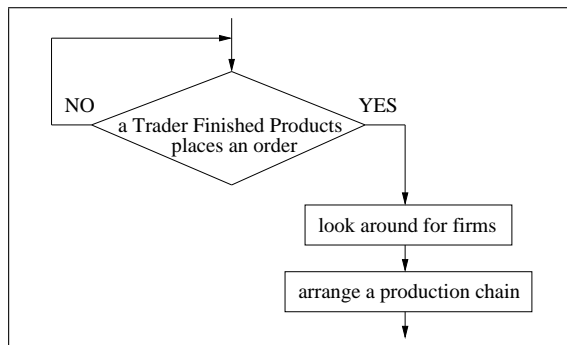 NO
YES
a Trader Finished Products
places an order
look around for firms
arrange a production chain